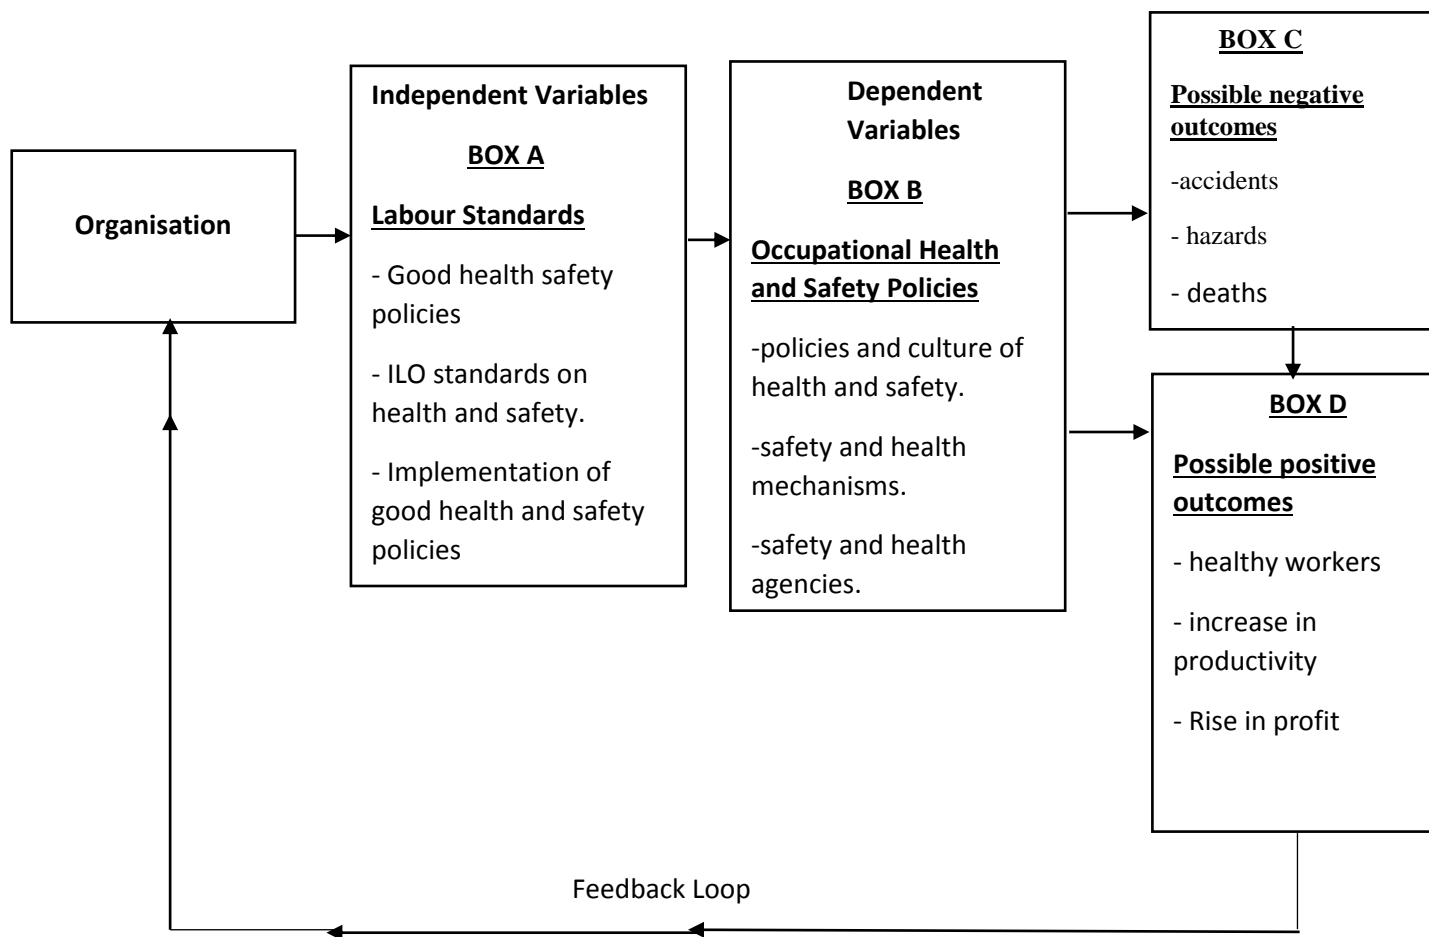 Organisation
Independent Variables
BOX A
Labour Standards
- Good health safety
policies
- ILO standards on
health and safety.
- Implementation of
good health and safety
policies
Dependent
Variables
BOX B
Occupational Health
and Safety Policies
-policies and culture of
health and safety.
-safety and health
mechanisms.
-safety and health
agencies.
BOX C
Possible negative
outcomes
-accidents
- hazards
- deaths
BOX D
Possible positive
outcomes
- healthy workers
- increase in
productivity
- Rise in profit
Feedback Loop